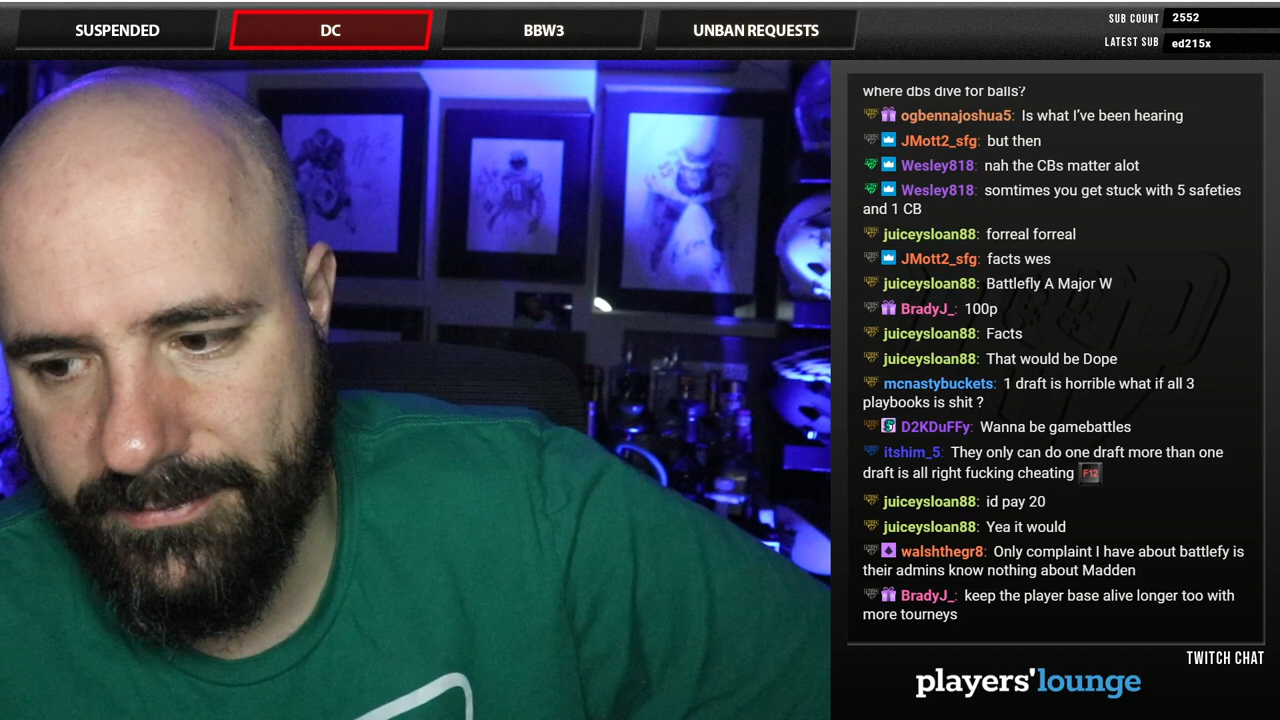 SUSPENDED
DC
BBW3
UNBAN REQUESTS
SUB COUNT 2552
LATEST SUB ed215x
where dbs dive for balls?
ogbennajoshua5: Is what I've been hearing
JMott2_sfg: but then
Wesley818: nah the CBs matter alot
Wesley818: somtimes you get stuck with 5 safeties
and 1 CB
juiceysloan88: forreal forreal
JMott2_sfg: facts wes
juiceysloan88: Battlefly A Major W
BradyJ_: 100p
juiceysloan88: Facts
juiceysloan88: That would be Dope
mcnastybuckets: 1 draft is horrible what if all 3
playbooks is shit ?
D2KDuFFy: Wanna be gamebattles
itshim_5: They only can do one draft more than one
draft is all right fucking cheating F12
juiceysloan88: id pay 20
juiceysloan88: Yea it would
walshthegr8: Only complaint I have about battlefy is
their admins know nothing about Madden
BradyJ_: keep the player base alive longer too with
more tourneys
TWITCH CHAT
players'lounge